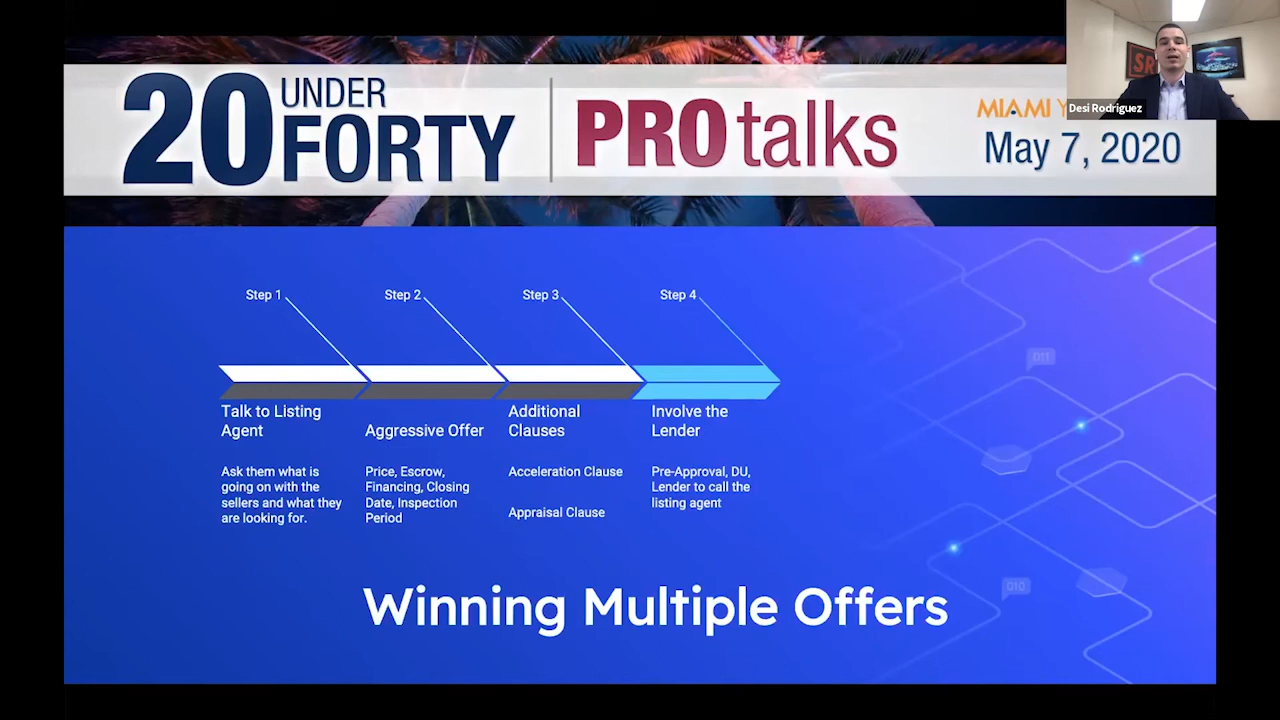 20 UNDER
FORTY
PRO talks
MIAMI Y
Desi Rodriguez
May 7, 2020
SR
Step 1
Step 2
Step 3
Step 4
Talk to Listing
Agent
Aggressive Offer
Additional
Clauses
Involve the
Lender
Ask them what is
going on with the
sellers and what they
are looking for.
Price, Escrow,
Financing, Closing
Date, Inspection
Period
Acceleration Clause
Appraisal Clause
Pre-Approval, DU,
Lender to call the
listing agent
D11
D10
Winning Multiple Offers